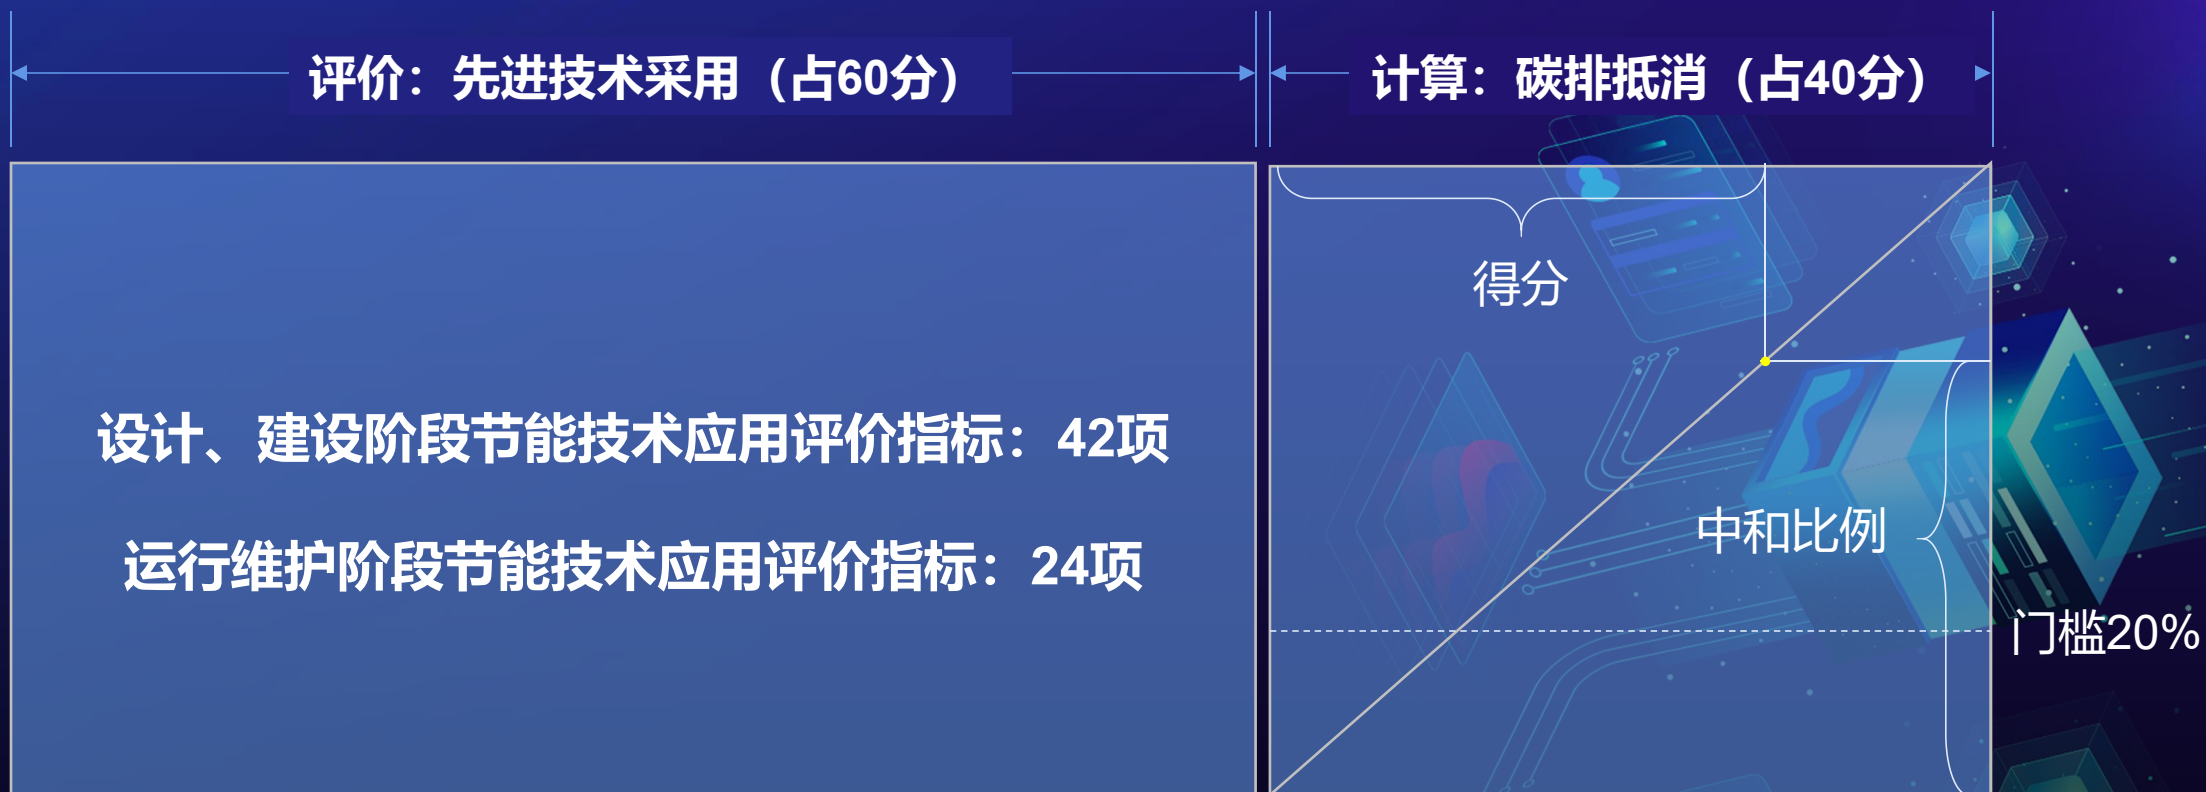 评价：先进技术采用（占60分）
计算：碳排抵消（占40分）
得分
设计、建设阶段节能技术应用评价指标：42项
中和比例
运行维护阶段节能技术应用评价指标：24项
门槛20%